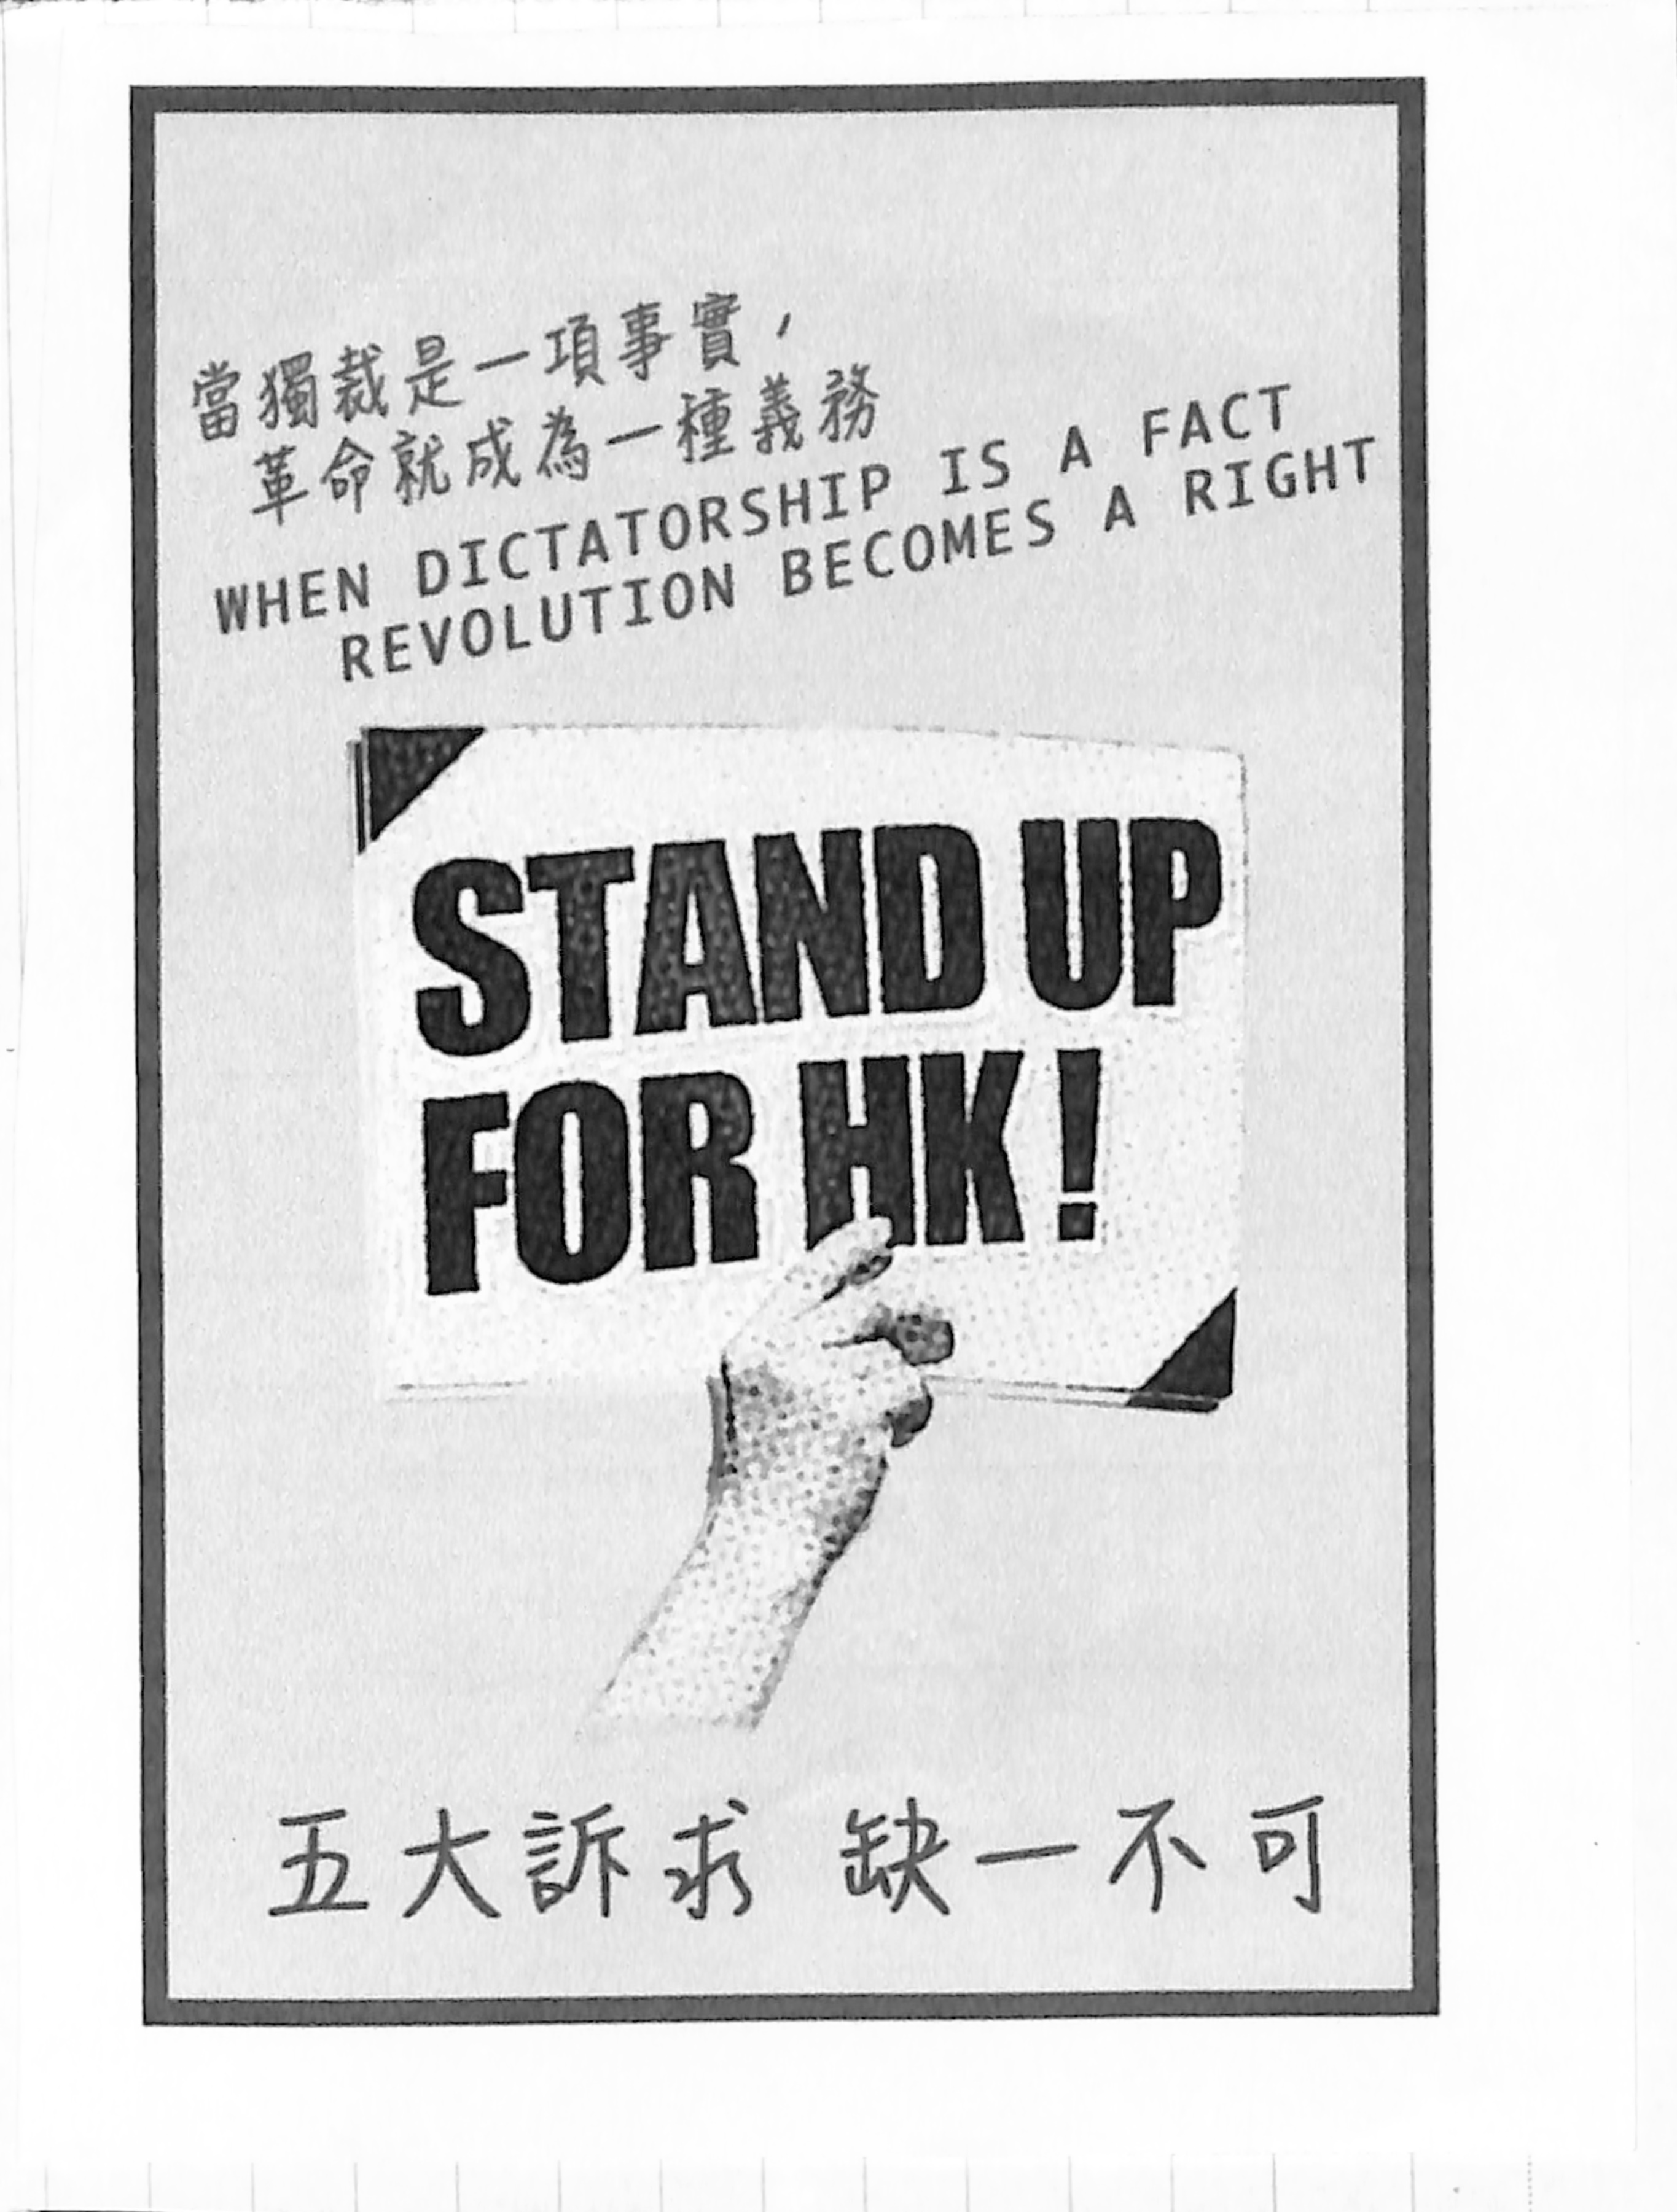 當獨裁是一項事實，
革命就成為一種義務
WHEN DICTATORSHIP IS A FACT
REVOLUTION BECOMES A RIGHT
STAND UP
FOR HK!
五大訴求 缺一不可